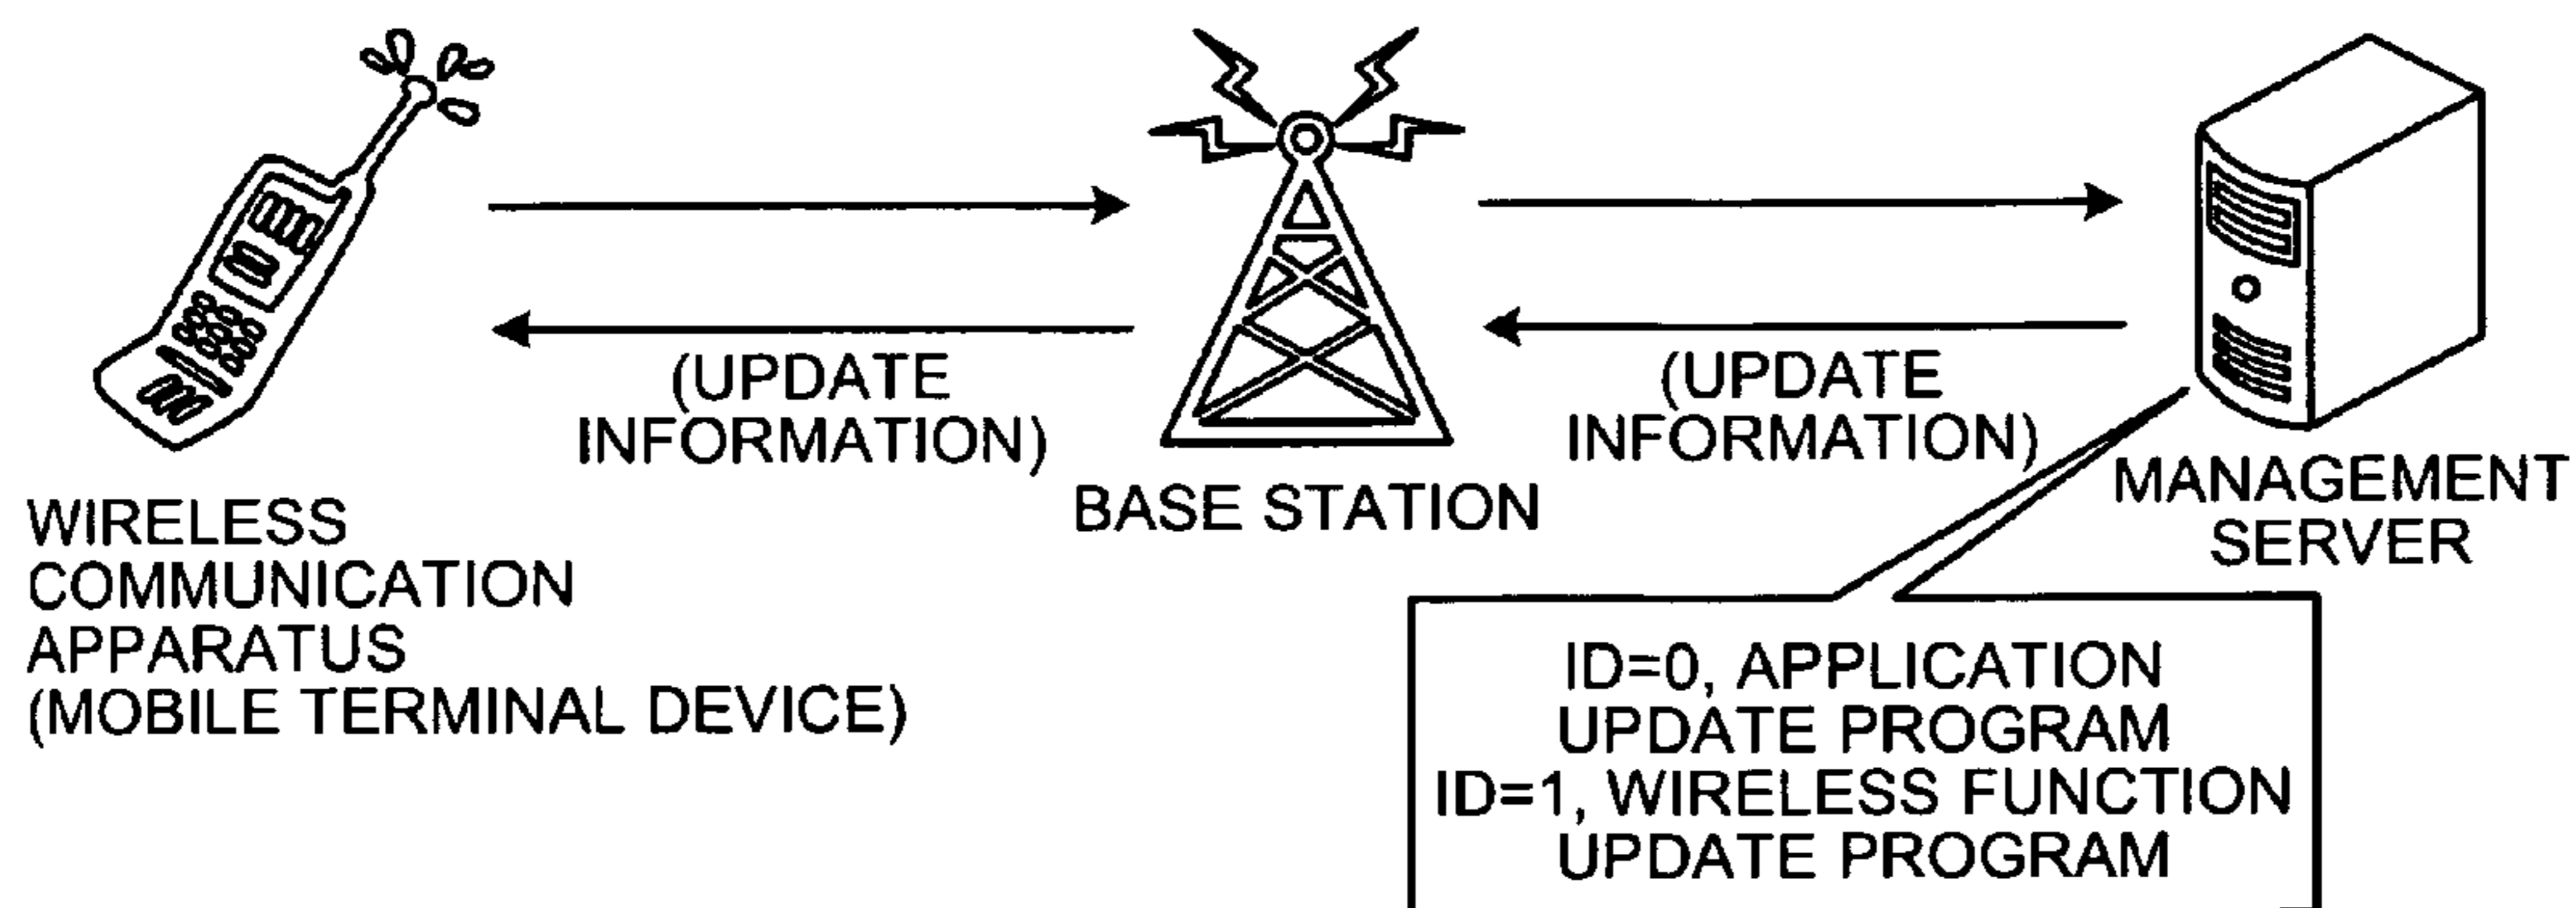 (UPDATE
INFORMATION)
(UPDATE
INFORMATION)
BASE STATION
MANAGEMENT
SERVER
WIRELESS
COMMUNICATION
APPARATUS
(MOBILE TERMINAL DEVICE)
ID=0, APPLICATION
UPDATE PROGRAM
ID=1, WIRELESS FUNCTION
UPDATE PROGRAM